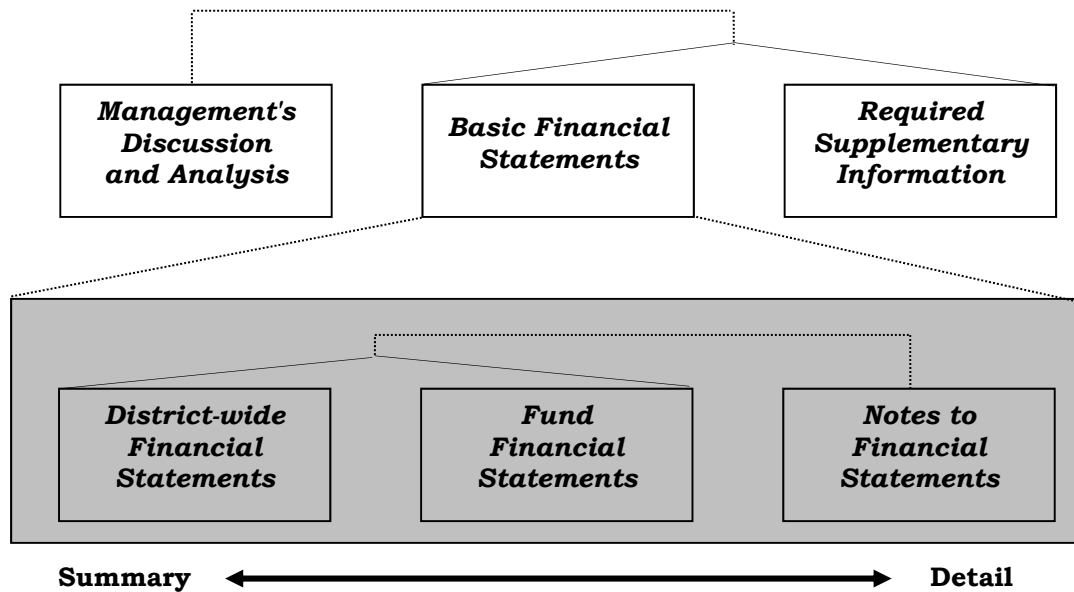 Management's
Discussion
and Analysis
Basic Financial
Statements
Required
Supplementary
Information
District-wide
Financial
Statements
Fund
Financial
Statements
Notes to
Financial
Statements
Summary
Detail